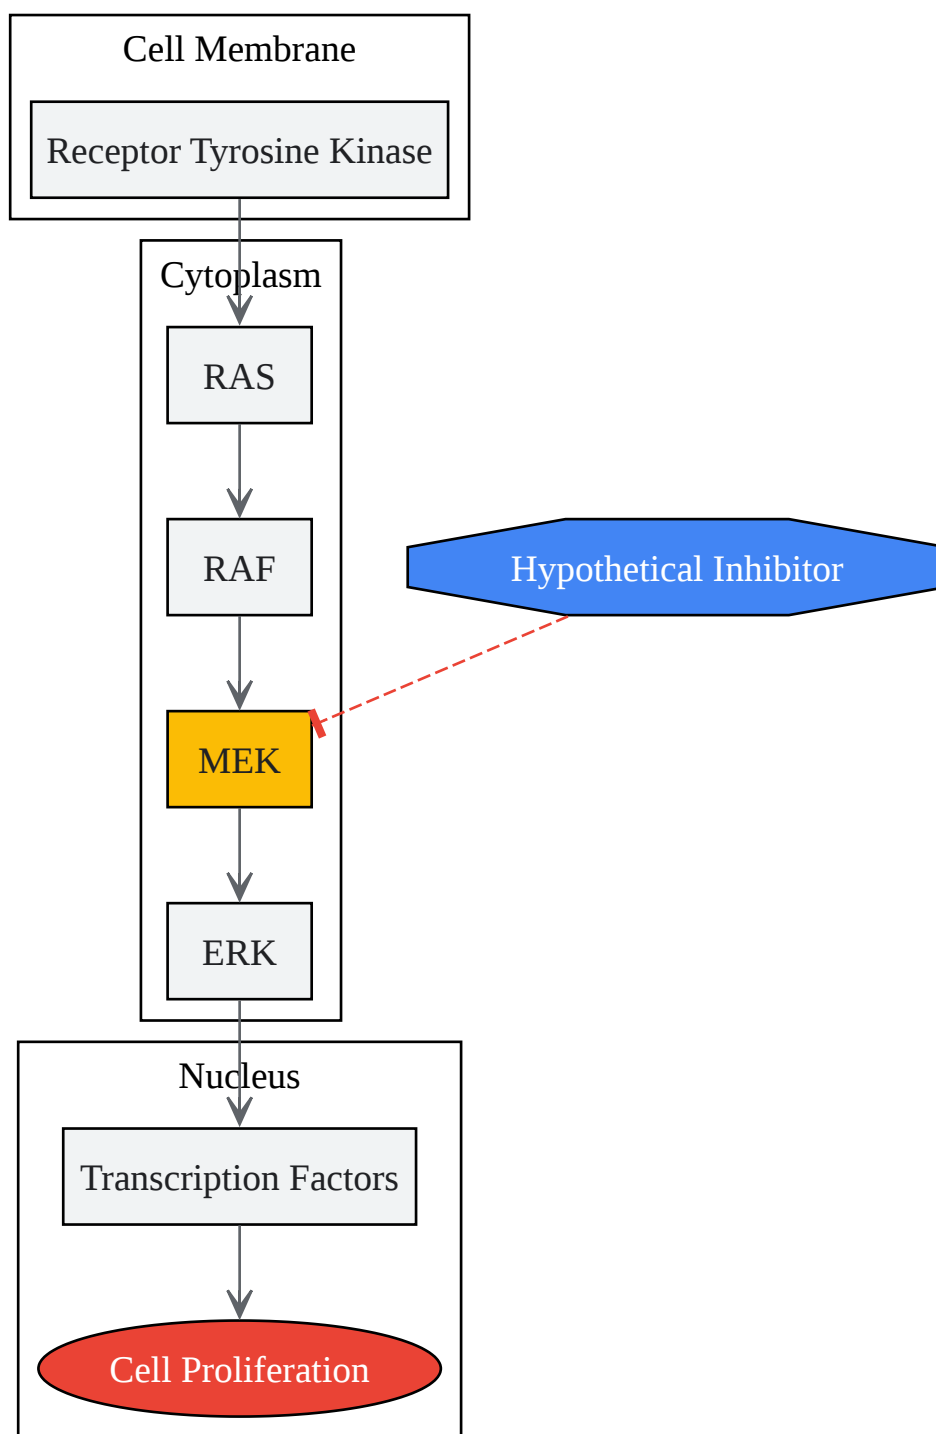 Cell Membrane
Receptor Tyrosine Kinase
Cytoplasm
RAS
RAF
Hypothetical Inhibitor
MEK
ERK
Nucleus
Transcription Factors
Cell Proliferation